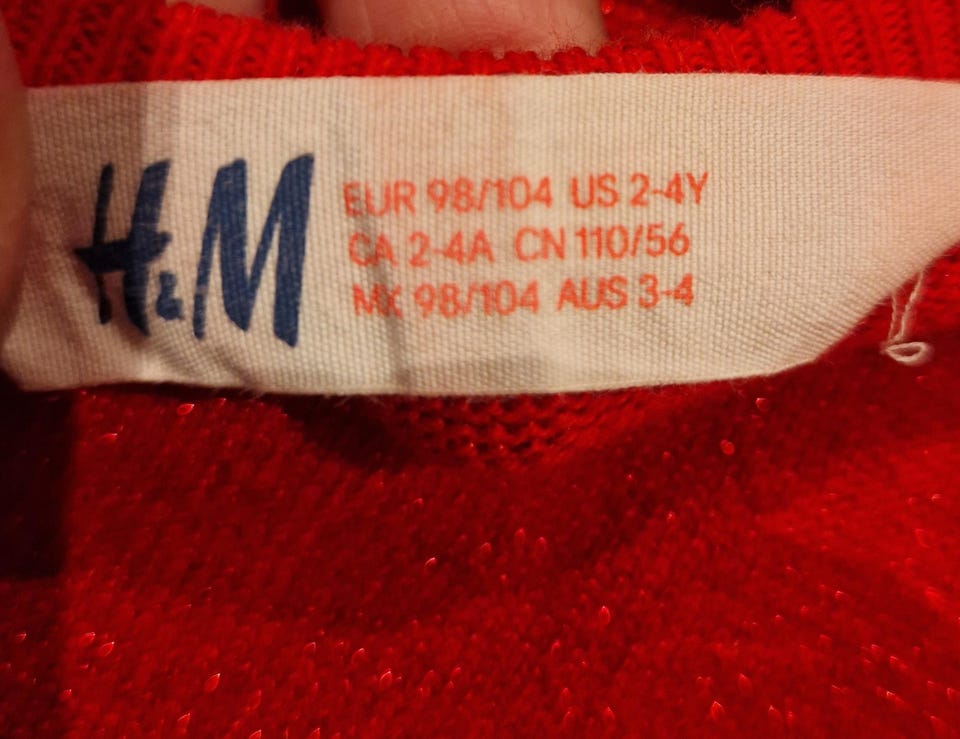 H&M
EUR 98/104 US 2-4Y
CA 2-4A CN 110/56
MX 98/104 AUS 3-4